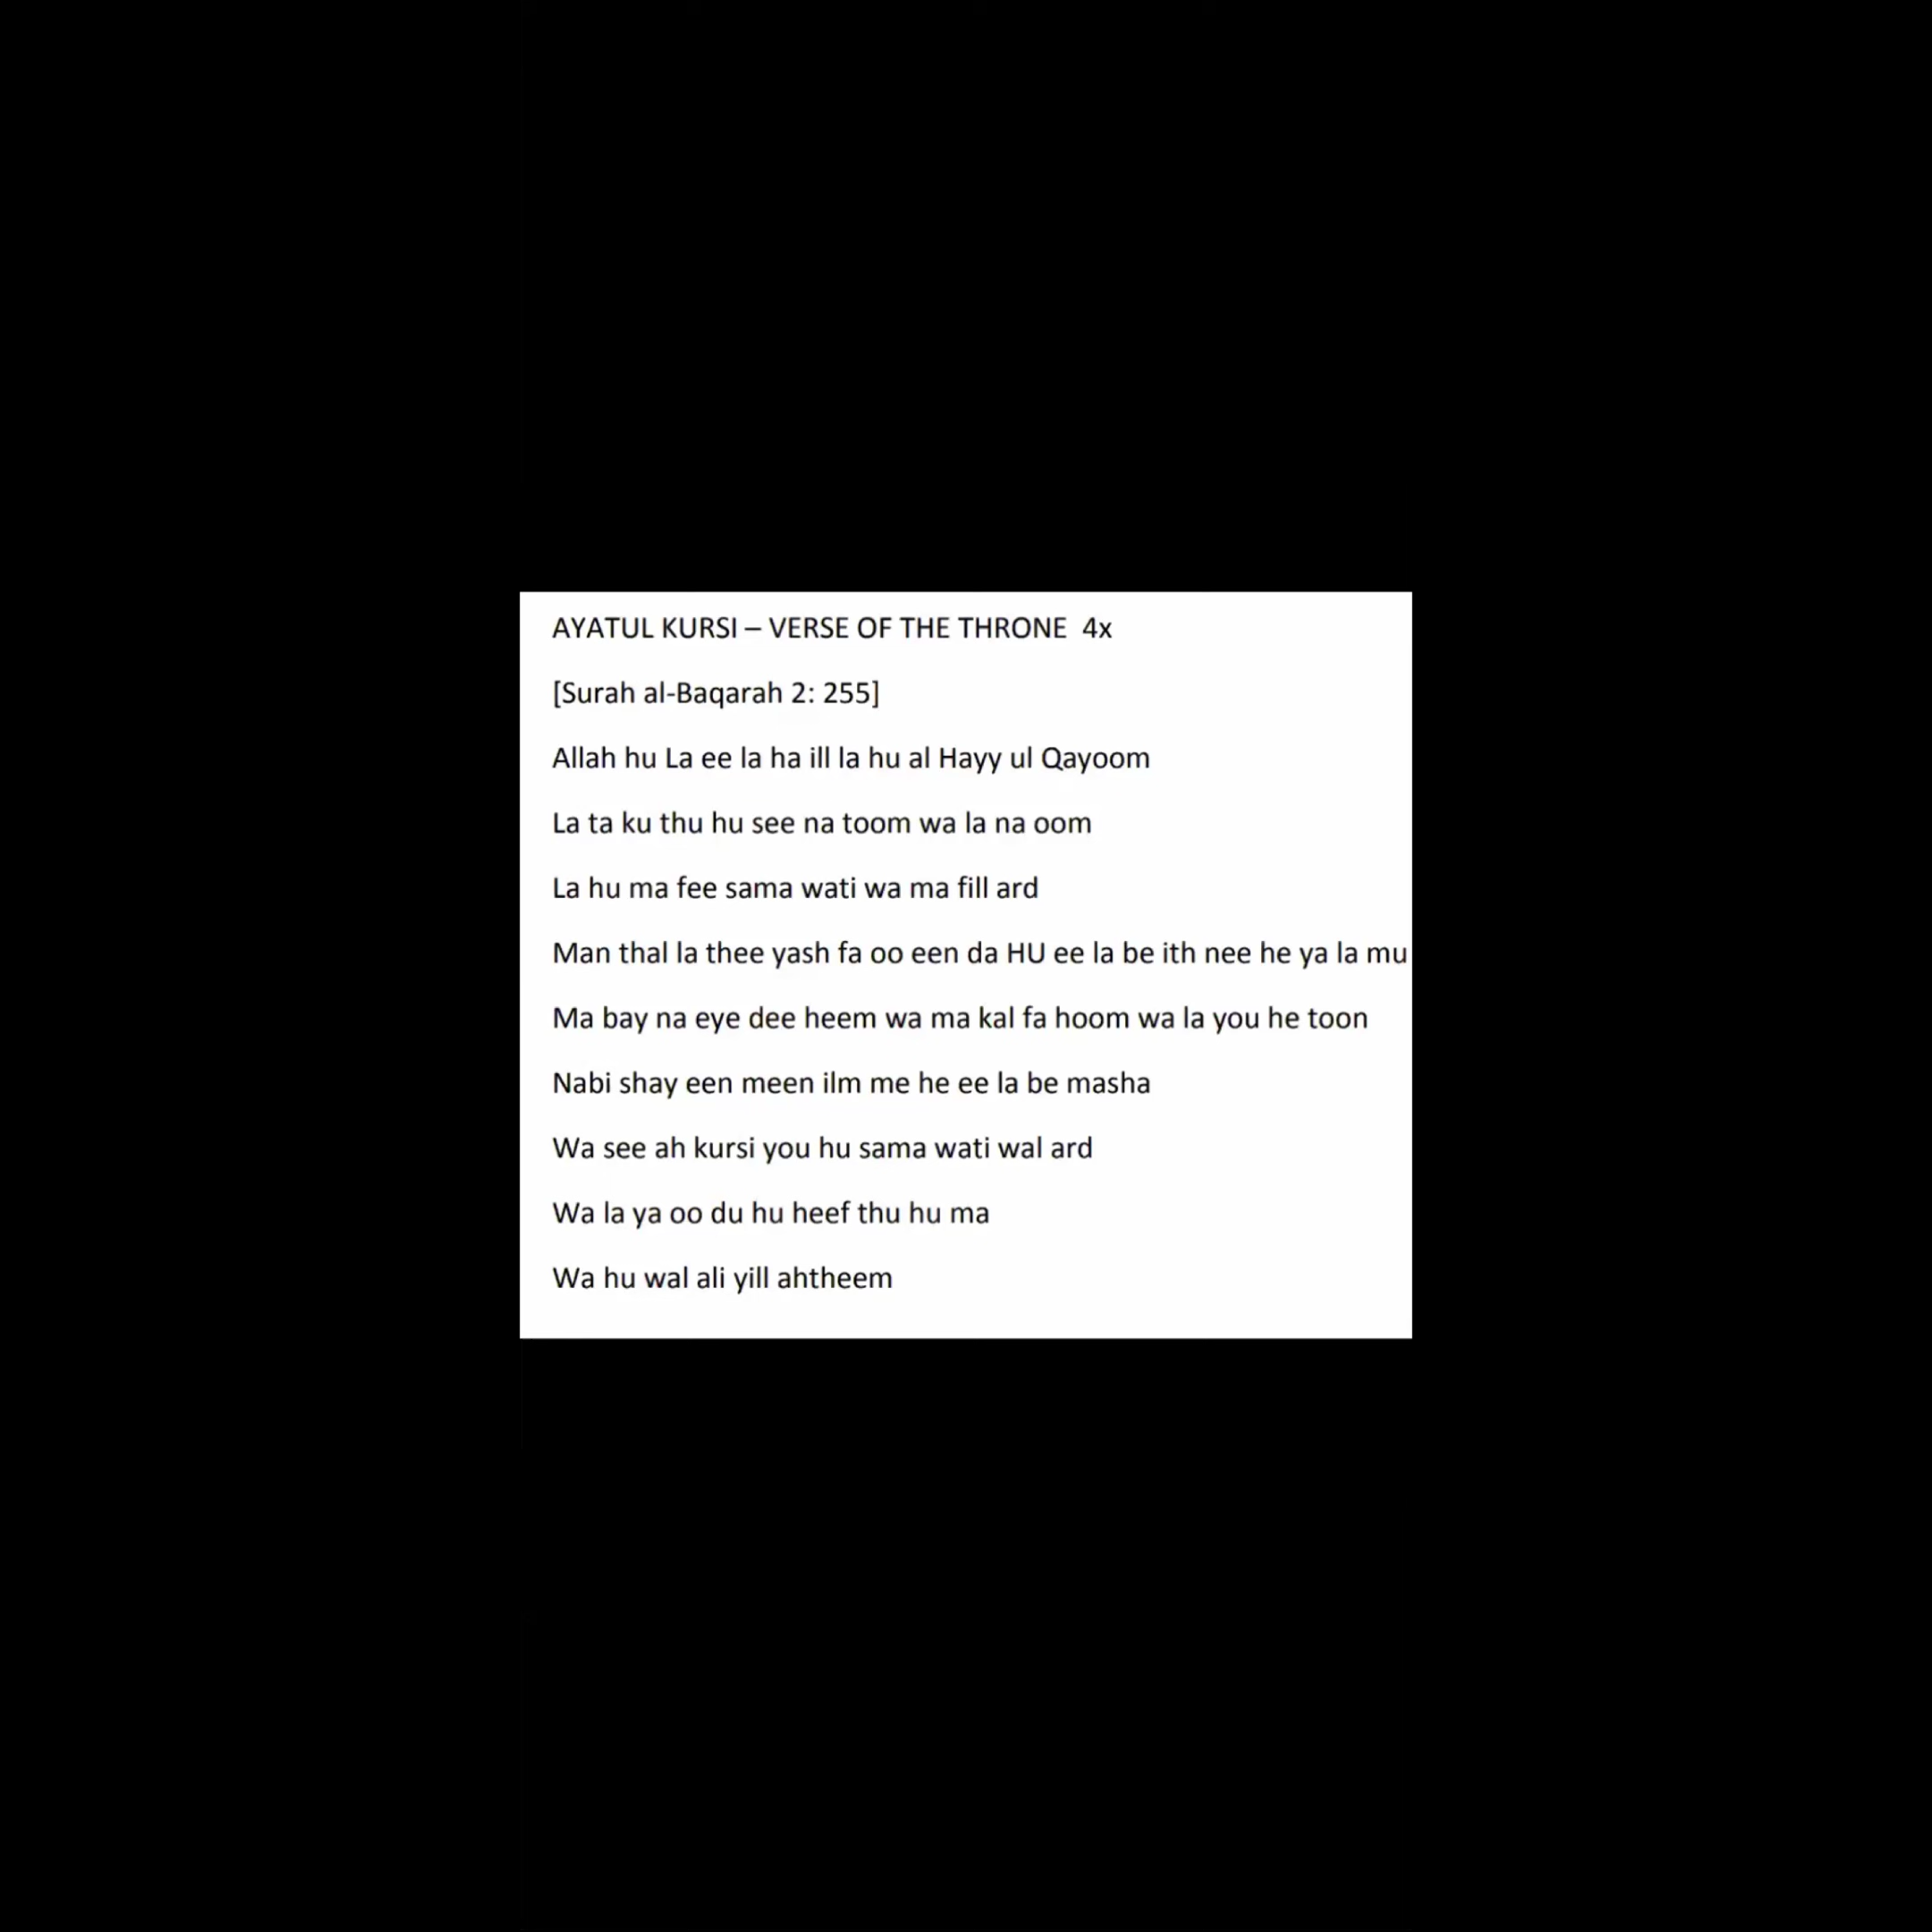 AYATUL KURSI – VERSE OF THE THRONE  4x
[Surah al-Baqarah 2: 255]
Allah hu La ee la ha ill la hu al Hayy ul Qayoom
La ta ku thu hu see na toom wa la na oom
La hu ma fee sama wati wa ma fill ard
Man thal la thee yash fa oo een da HU ee la be ith nee he ya la mu
Ma bay na eye dee heem wa ma kal fa hoom wa la you he toon
Nabi shay een meen ilm me he ee la be masha
Wa see ah kursi you hu sama wati wal ard
Wa la ya oo du hu heef thu hu ma
Wa hu wal ali yill ahtheem